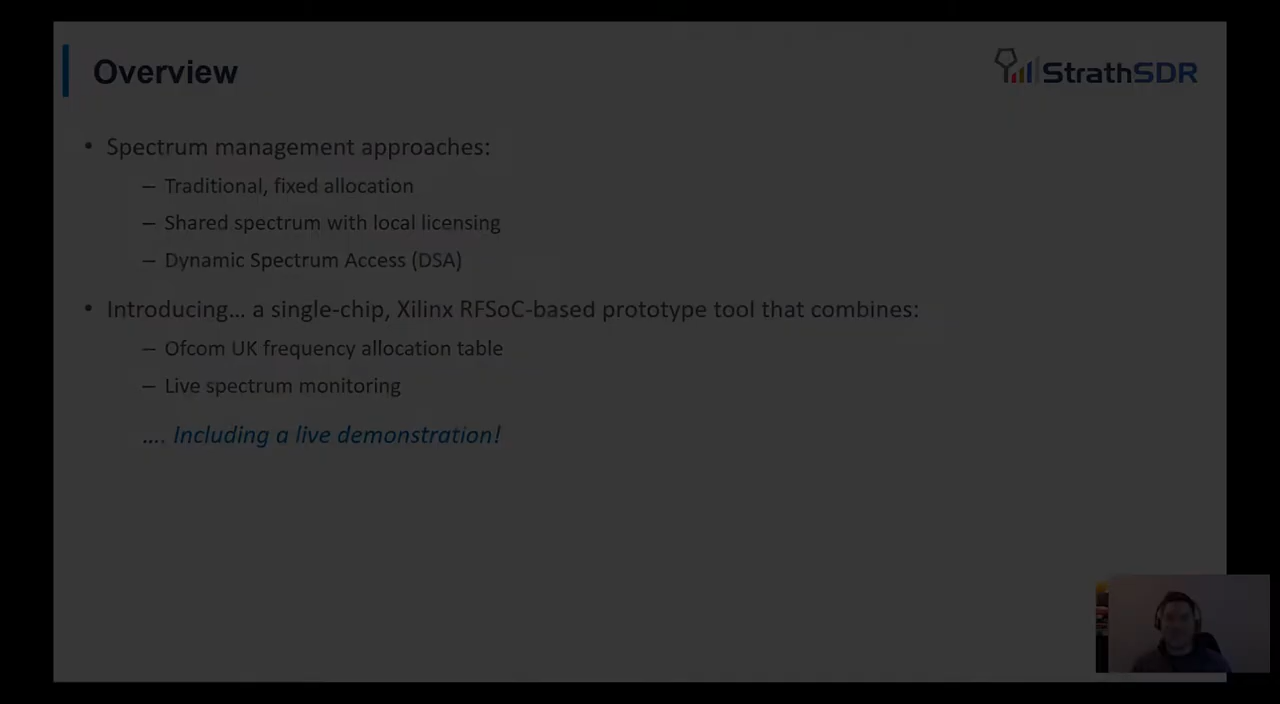 Overview
StrathSDR
• Spectrum management approaches:
– Traditional, fixed allocation
– Shared spectrum with local licensing
– Dynamic Spectrum Access (DSA)
• Introducing… a single-chip, Xilinx RFSoC-based prototype tool that combines:
– Ofcom UK frequency allocation table
– Live spectrum monitoring
…. Including a live demonstration!